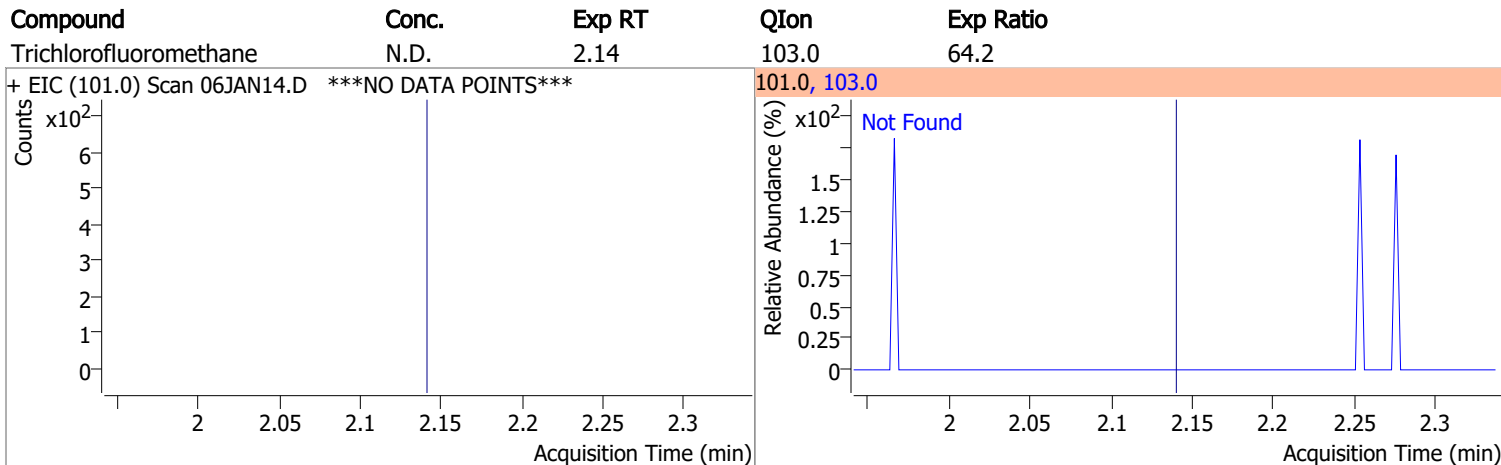 Compound Conc. Exp RT QIon Exp Ratio
Trichlorofluoromethane N.D. 2.14 103.0 64.2
+ EIC (101.0) Scan 06JAN14.D ***NO DATA POINTS***
Counts
x10²
6
5
4
3
2
1
0
2 2.05 2.1 2.15 2.2 2.25 2.3
Acquisition Time (min)
101.0, 103.0
Relative Abundance (%)
x10²
Not Found
1.5
1.25
1
0.75
0.5
0.25
0
2 2.05 2.1 2.15 2.2 2.25 2.3
Acquisition Time (min)